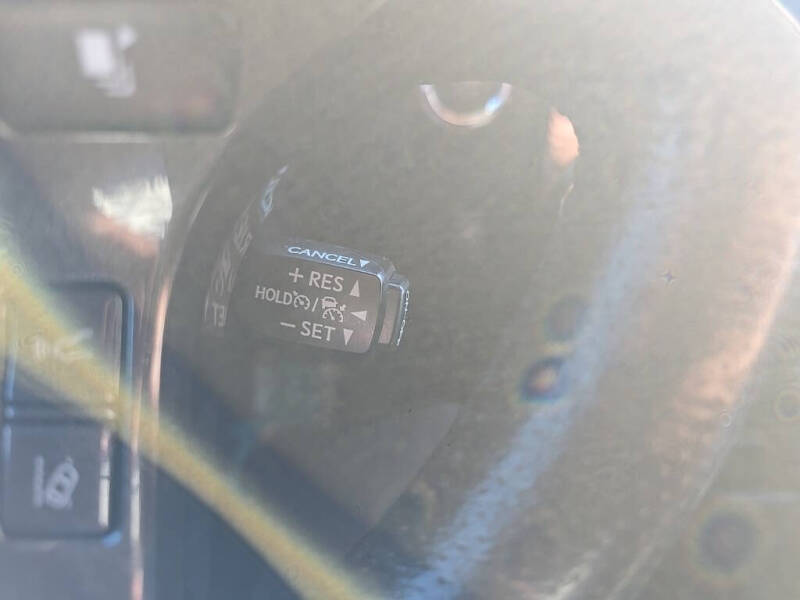 CANCEL▼
+ RES ▲
HOLD / ◄
− SET ▼